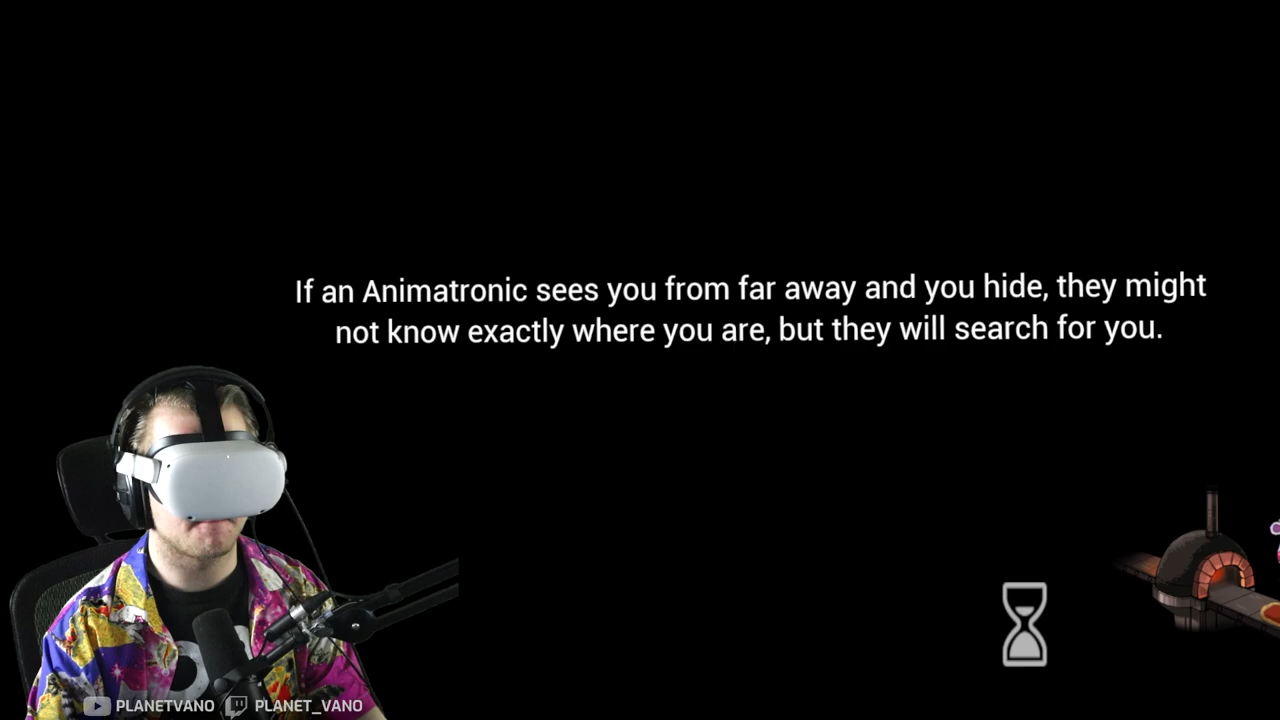 If an Animatronic sees you from far away and you hide, they might
not know exactly where you are, but they will search for you.
PLANETVANO PLANET_VANO